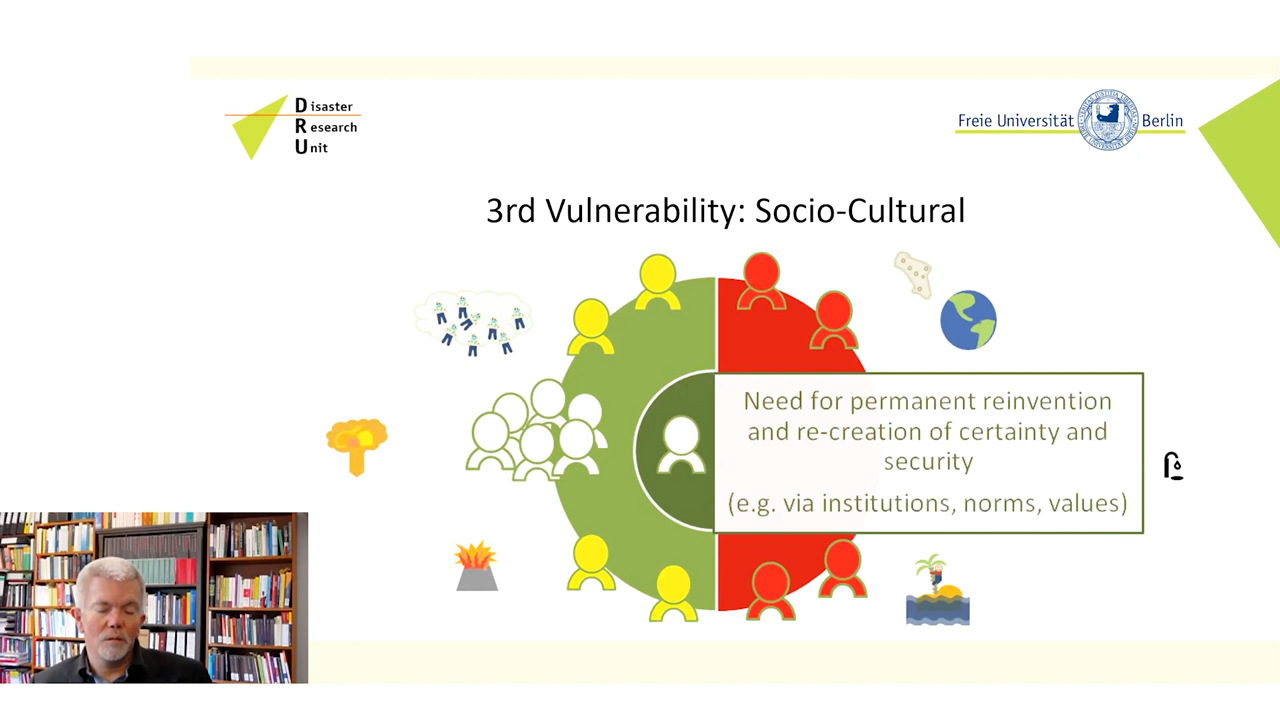 Disaster
Research
Unit
Freie Universität Berlin
3rd Vulnerability: Socio-Cultural
Need for permanent reinvention
and re-creation of certainty and
security
(e.g. via institutions, norms, values)